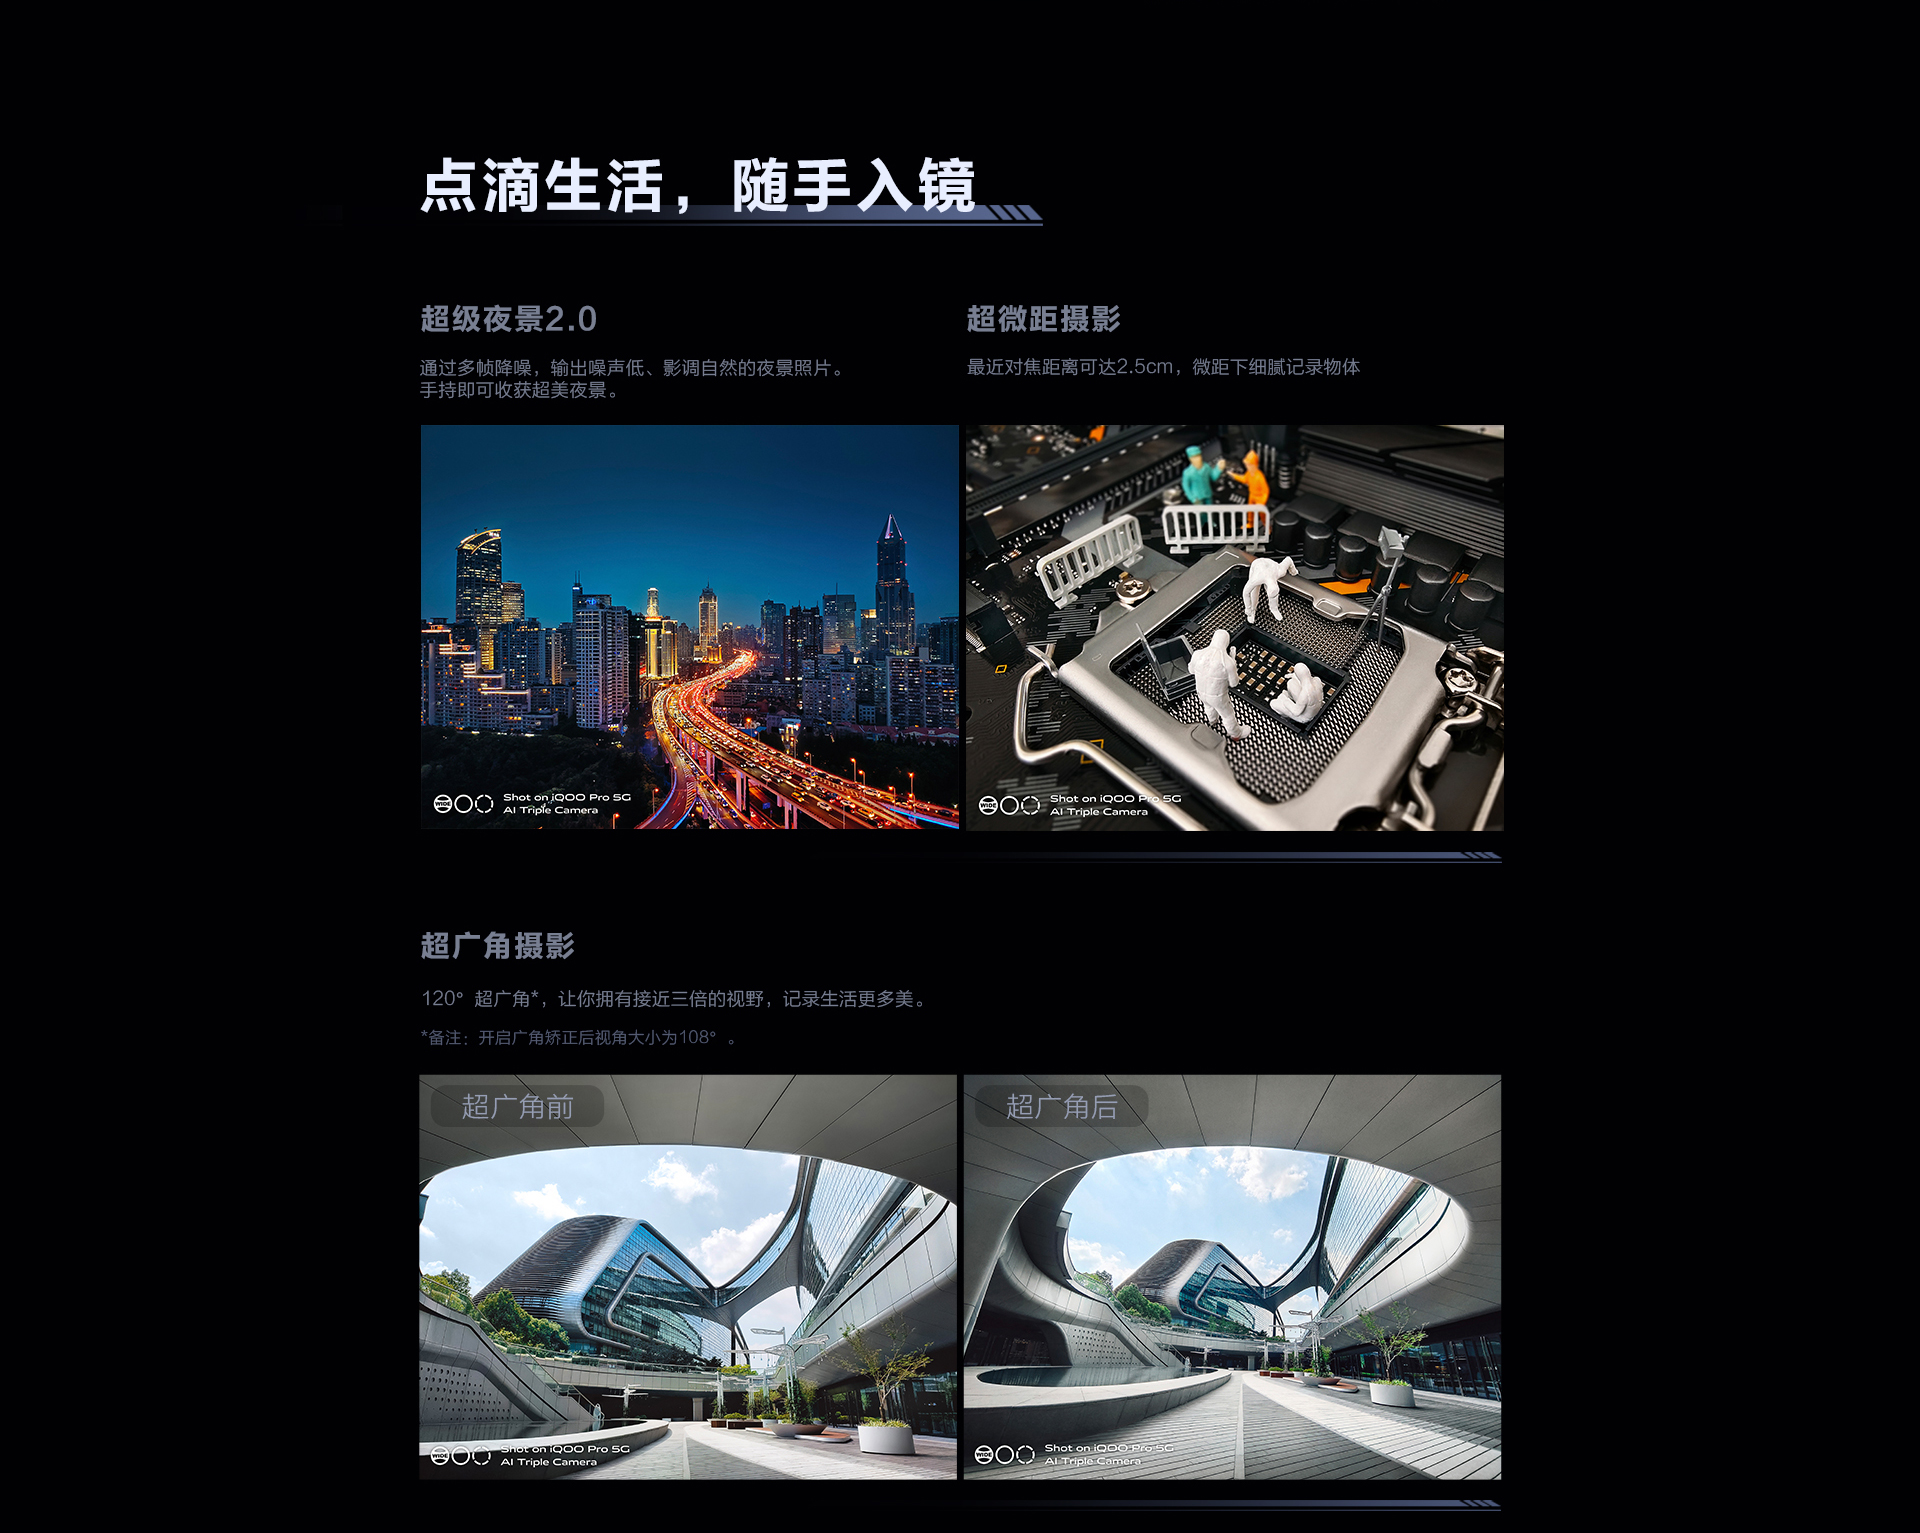 点滴生活，随手入镜
超级夜景2.0
通过多帧降噪，输出噪声低、影调自然的夜景照片。
手持即可收获超美夜景。
超微距摄影
最近对焦距离可达2.5cm，微距下细腻记录物体
WIDE
Shot on iQOO Pro 5G
AI Triple Camera
WIDE
Shot on iQOO Pro 5G
AI Triple Camera
超广角摄影
120° 超广角*，让你拥有接近三倍的视野，记录生活更多美。
*备注：开启广角矫正后视角大小为108° 。
超广角前
WIDE
Shot on iQOO Pro 5G
AI Triple Camera
超广角后
WIDE
Shot on iQOO Pro 5G
AI Triple Camera